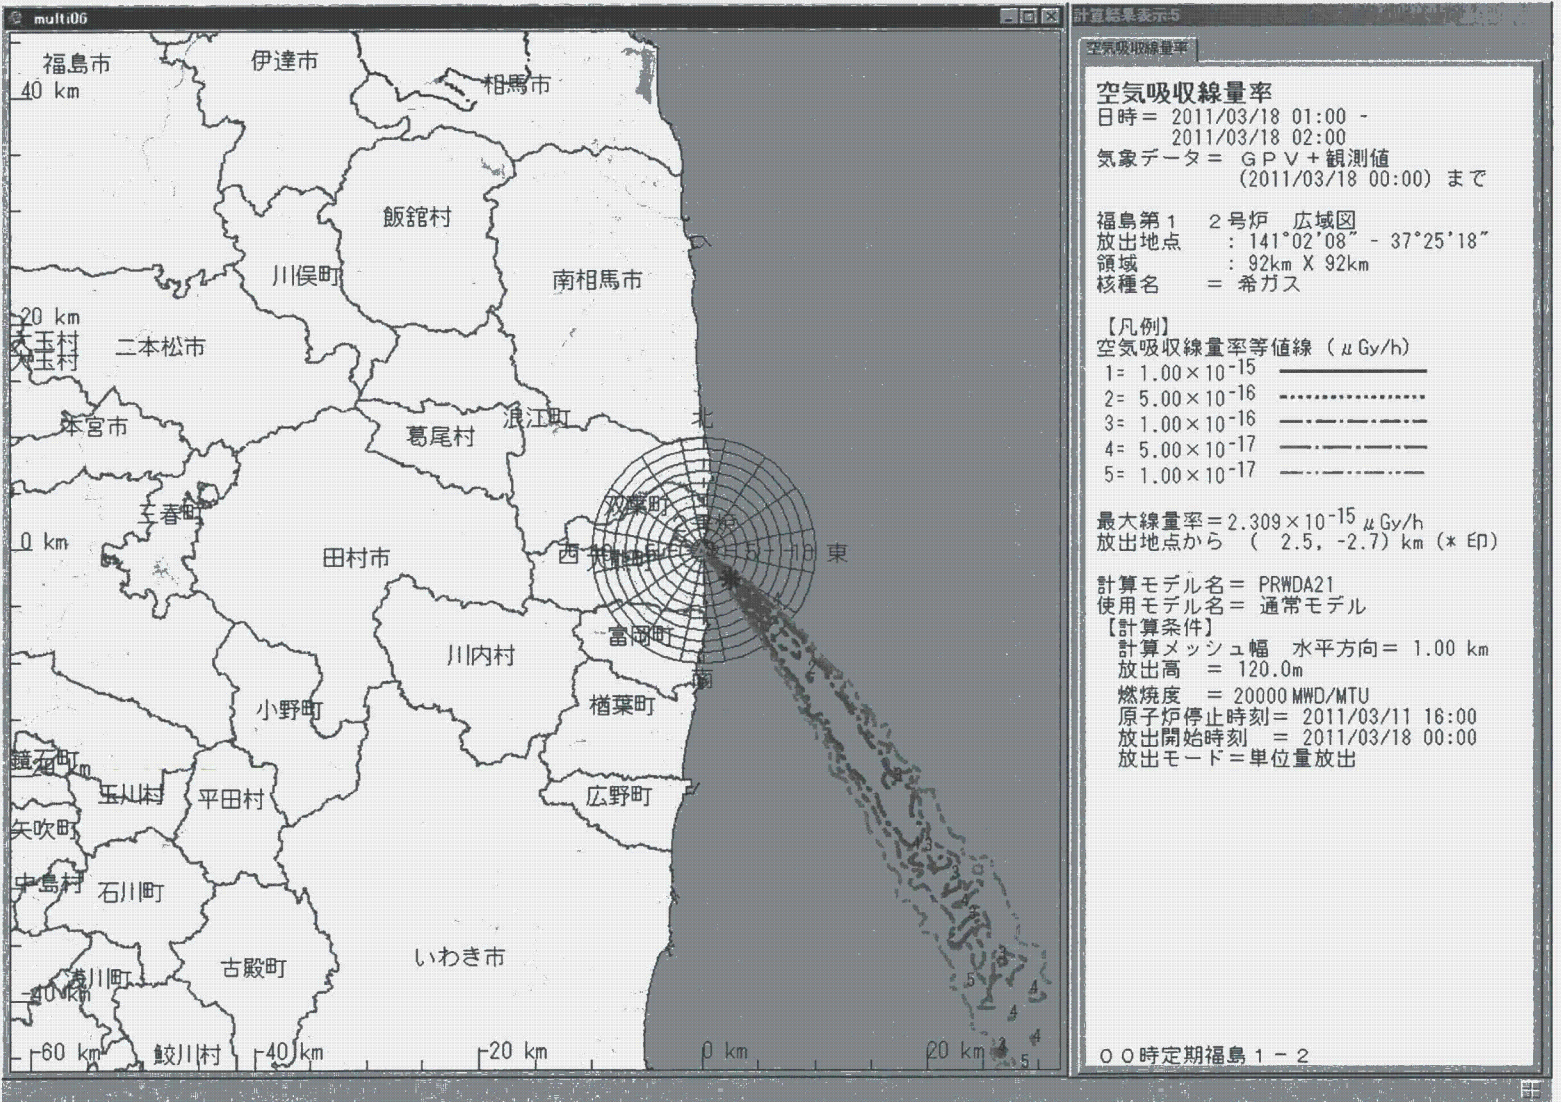 multi06
福島市
伊達市
相馬市
40 km
飯舘村
川俣町
南相馬市
20 km
大玉村
大玉村
二本松市
本宮市
葛尾村
浪江町
北
三春町
双葉町
0 km
田村市
西
東
富岡町
川内村
南
小野町
楢葉町
鏡石町
玉川村
平田村
広野町
矢吹町
中島村
石川町
いわき市
古殿町
浅川町
-40 km
-60 km
鮫川村
-40 km
-20 km
0 km
20 km
計算結果表示:5
空気吸収線量率
空気吸収線量率
日時= 2011/03/18 01:00 -
2011/03/18 02:00
気象データ= GPV+観測値
(2011/03/18 00:00) まで
福島第1 2号炉 広域図
放出地点 : 141°02'08" - 37°25'18"
領域 : 92km X 92km
核種名 = 希ガス
【凡例】
空気吸収線量率等値線 (μGy/h)
1= 1.00×10-15
2= 5.00×10-16
3= 1.00×10-16
4= 5.00×10-17
5= 1.00×10-17
最大線量率=2.309×10-15 μGy/h
放出地点から ( 2.5, -2.7) km (* 印)
計算モデル名= PRWDA21
使用モデル名= 通常モデル
【計算条件】
計算メッシュ幅 水平方向= 1.00 km
放出高 = 120.0m
燃焼度 = 20000MWD/MTU
原子炉停止時刻= 2011/03/11 16:00
放出開始時刻 = 2011/03/18 00:00
放出モード=単位量放出
00時定期福島1-2